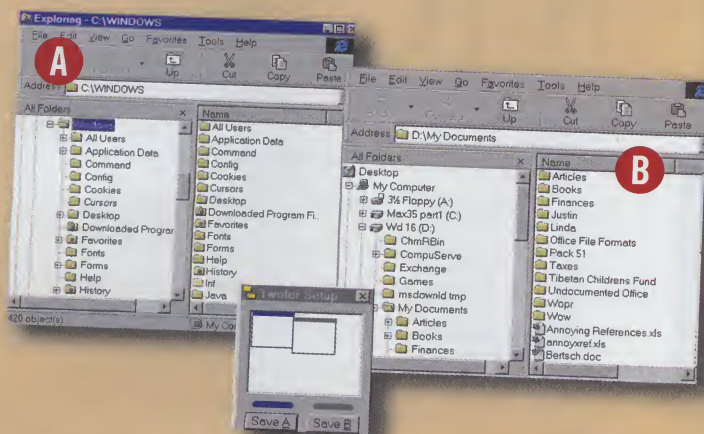 Exploring - C:\WINDOWS
File Edit View Go Favorites Tools Help
A
Up Cut Copy Paste
Address C:\WINDOWS
All Folders x
Windows
All Users
Application Data
Command
Config
Cookies
Cursors
Desktop
Downloaded Program
Favorites
Fonts
Forms
Help
History
Name
All Users
Application Data
Command
Config
Cookies
Cursors
Desktop
Downloaded Program Fi..
Favorites
Fonts
Forms
History
Inf
Java
420 object(s)
My Co
File Edit View Go Favorites Tools Help
Up Cut Copy Paste
Address D:\My Documents
B
All Folders x
Desktop
My Computer
3½ Floppy (A:)
Max35 part1 (C:)
Wd 16 (D:)
ChmRBin
CompuServe
Exchange
Games
msdownld tmp
My Documents
Articles
Books
Finances
Name
Articles
Books
Finances
Justin
Linda
Office File Formats
Pack 51
Taxes
Tibetan Childrens Fund
Undocumented Office
Wopr
Wow
Annoying References.xls
annoyxref.xls
Bertsch.doc
Twofer Setup x
Save A Save B